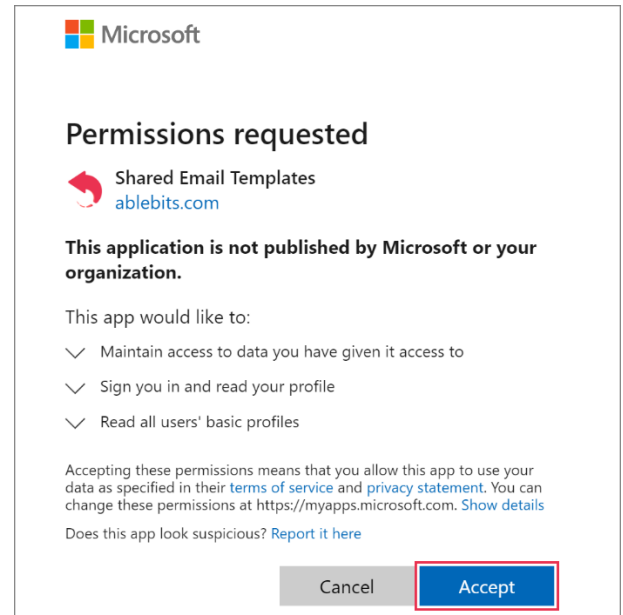 Microsoft
Permissions requested
Shared Email Templates
ablebits.com
This application is not published by Microsoft or your
organization.
This app would like to:
Maintain access to data you have given it access to
Sign you in and read your profile
Read all users' basic profiles
Accepting these permissions means that you allow this app to use your
data as specified in their terms of service and privacy statement. You can
change these permissions at https://myapps.microsoft.com. Show details
Does this app look suspicious? Report it here
Cancel Accept